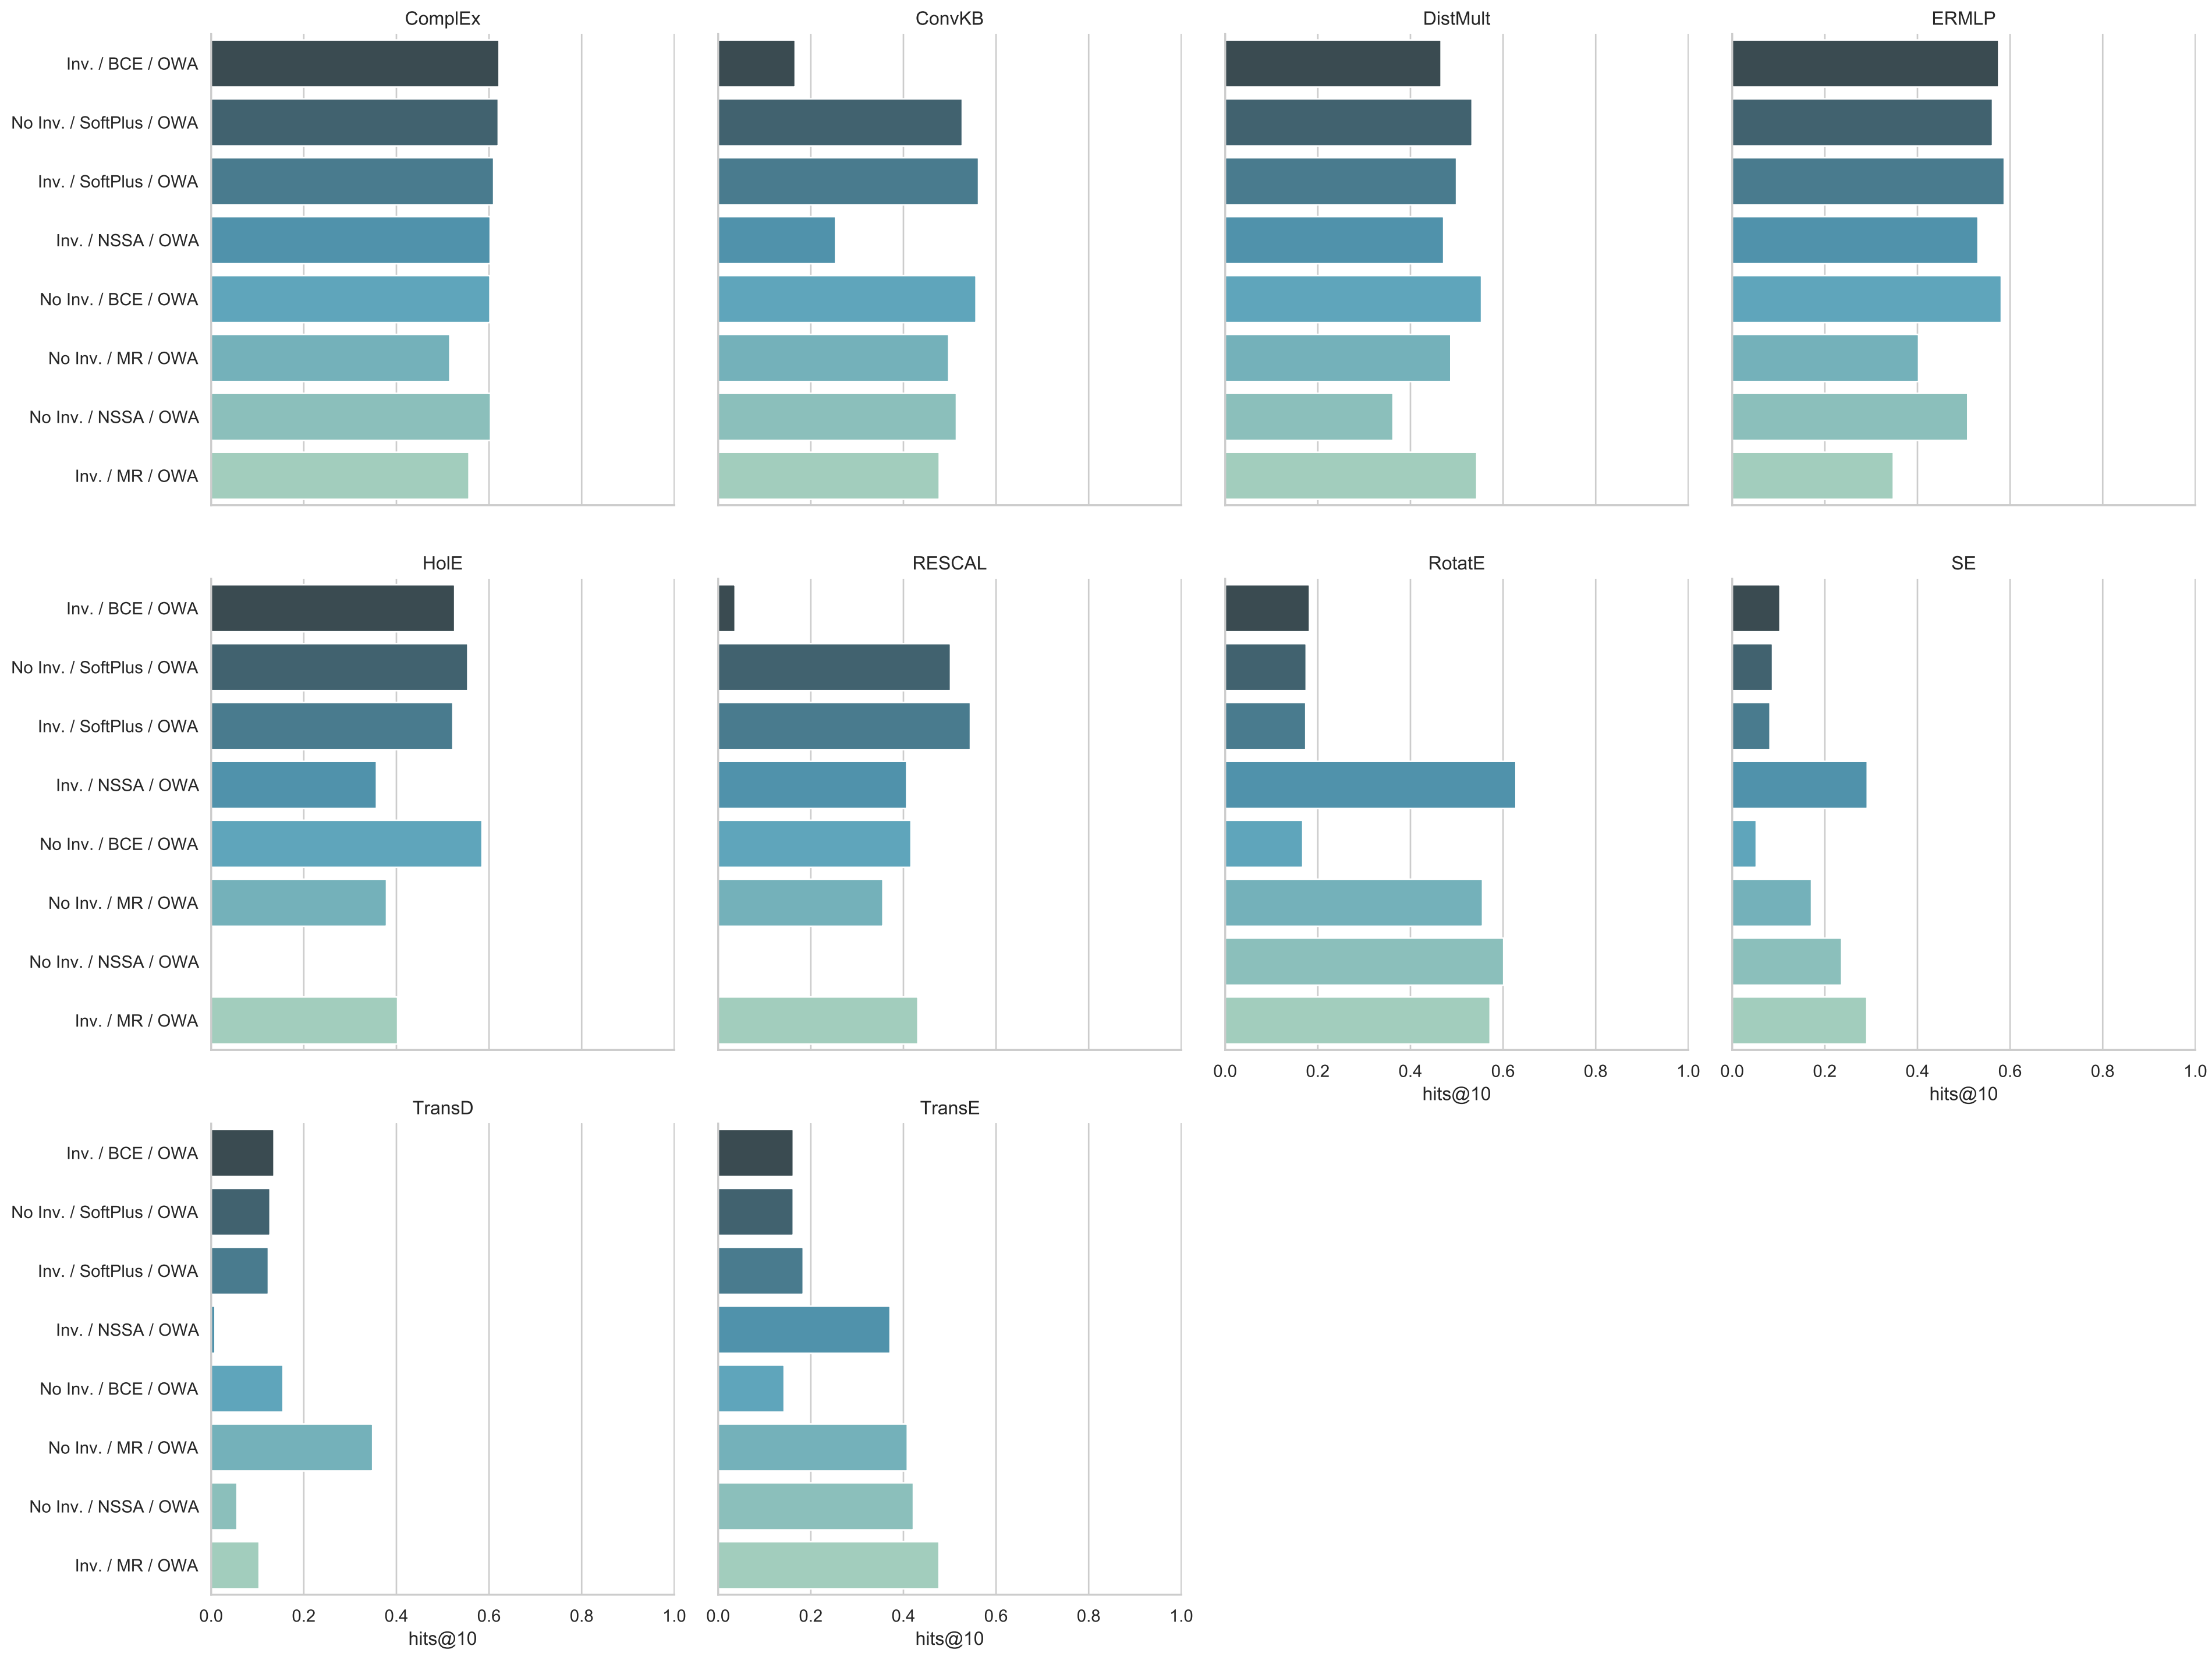 ComplEx ConvKB DistMult ERMLP
Inv. / BCE / OWA
No Inv. / SoftPlus / OWA
Inv. / SoftPlus / OWA
Inv. / NSSA / OWA
No Inv. / BCE / OWA
No Inv. / MR / OWA
No Inv. / NSSA / OWA
Inv. / MR / OWA
HolE RESCAL RotatE SE
Inv. / BCE / OWA
No Inv. / SoftPlus / OWA
Inv. / SoftPlus / OWA
Inv. / NSSA / OWA
No Inv. / BCE / OWA
No Inv. / MR / OWA
No Inv. / NSSA / OWA
Inv. / MR / OWA
0.0 0.2 0.4 0.6 0.8 1.0 0.0 0.2 0.4 0.6 0.8 1.0
hits@10 hits@10
TransD TransE
Inv. / BCE / OWA
No Inv. / SoftPlus / OWA
Inv. / SoftPlus / OWA
Inv. / NSSA / OWA
No Inv. / BCE / OWA
No Inv. / MR / OWA
No Inv. / NSSA / OWA
Inv. / MR / OWA
0.0 0.2 0.4 0.6 0.8 1.0 0.0 0.2 0.4 0.6 0.8 1.0
hits@10 hits@10